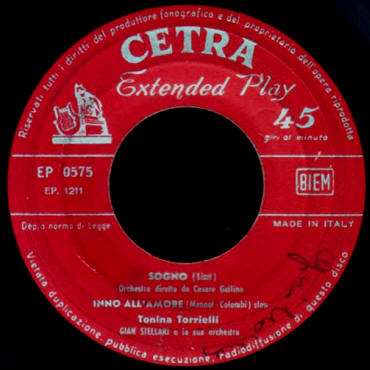 Riservati tutti i diritti del produttore fonografico e del proprietario dell'opera riprodotta
CETRA
Extended Play
45
giri al minuto
EP 0575
EP. 1211
BIEM
Dep. a norma di Legge
MADE IN ITALY
SOGNO (Liszt)
Orchestra diretta da Cesare Gallino
INNO ALL'AMORE (Monnot - Colombi) slow
Tonina Torrielli
GIAN STELLARI e la sua orchestra
Vietata duplicazione, pubblica esecuzione, radiodiffusione di questo disco